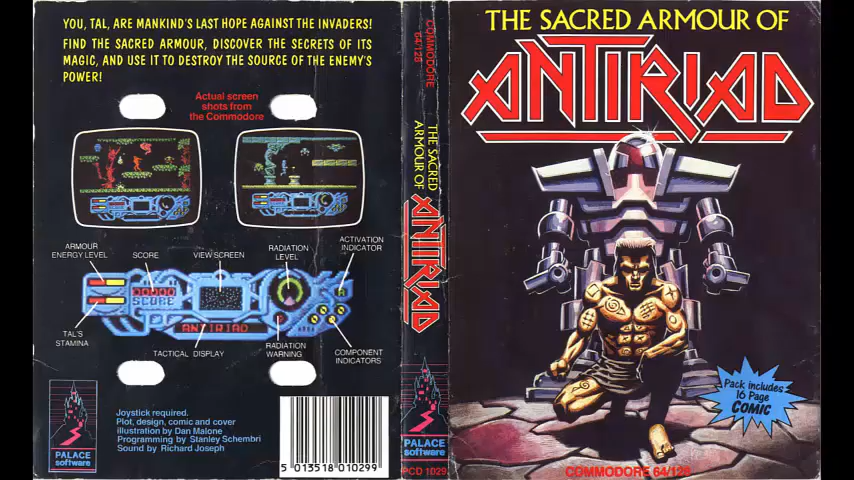 YOU, TAL, ARE MANKIND'S LAST HOPE AGAINST THE INVADERS!
FIND THE SACRED ARMOUR, DISCOVER THE SECRETS OF ITS
MAGIC, AND USE IT TO DESTROY THE SOURCE OF THE ENEMY'S
POWER!
Actual screen
shots from
the Commodore
ARMOUR
ENERGY LEVEL
SCORE
VIEW SCREEN
RADIATION
LEVEL
ACTIVATION
INDICATOR
SCORE
ANTIRIAD
TAL'S
STAMINA
TACTICAL DISPLAY
RADIATION
WARNING
COMPONENT
INDICATORS
PALACE
software
Joystick required.
Plot, design, comic and cover
illustration by Dan Malone
Programming by Stanley Schembri
Sound by Richard Joseph
5 013518 010299
COMMODORE
64/128
THE SACRED
ARMOUR OF
ANTIRIAD
PALACE
software
PCD 1029
THE SACRED ARMOUR OF
ANTIRIAD
Pack includes
16 Page
COMIC
COMMODORE 64/128